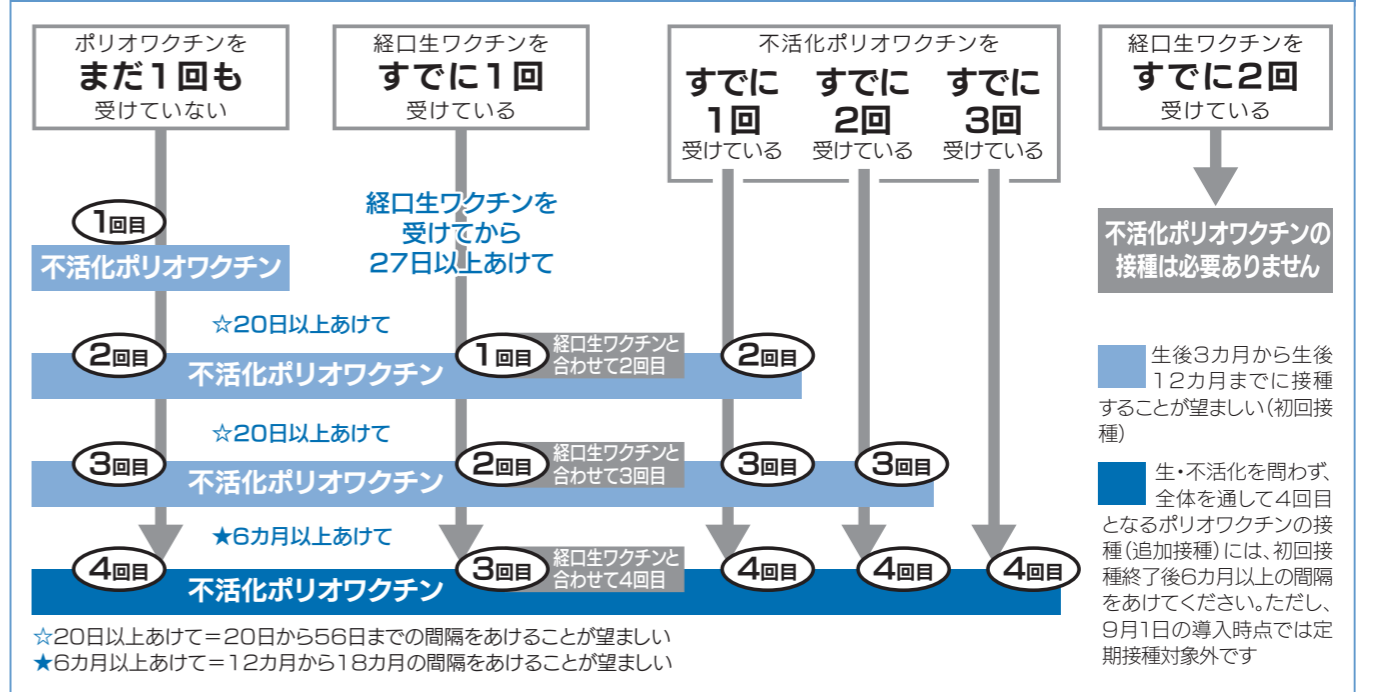 ポリオワクチンを
まだ1回も
受けていない
経口生ワクチンを
すでに1回
受けている
不活化ポリオワクチンを
すでに
1回
受けている
すでに
2回
受けている
すでに
3回
受けている
経口生ワクチンを
すでに2回
受けている
1回目
不活化ポリオワクチン
経口生ワクチンを
受けてから
27日以上あけて
不活化ポリオワクチンの
接種は必要ありません
☆20日以上あけて
2回目
不活化ポリオワクチン
1回目
経口生ワクチンと
合わせて2回目
2回目
☆20日以上あけて
3回目
不活化ポリオワクチン
2回目
経口生ワクチンと
合わせて3回目
3回目
3回目
★6カ月以上あけて
4回目
不活化ポリオワクチン
3回目
経口生ワクチンと
合わせて4回目
4回目
4回目
4回目
生後3カ月から生後
12カ月までに接種
することが望ましい(初回接
種)
生・不活化を問わず、
全体を通して4回目
となるポリオワクチンの接
種(追加接種)には、初回接
種終了後6カ月以上の間隔
をあけてください。ただし、
9月1日の導入時点では定
期接種対象外です
☆20日以上あけて=20日から56日までの間隔をあけることが望ましい
★6カ月以上あけて=12カ月から18カ月の間隔をあけることが望ましい